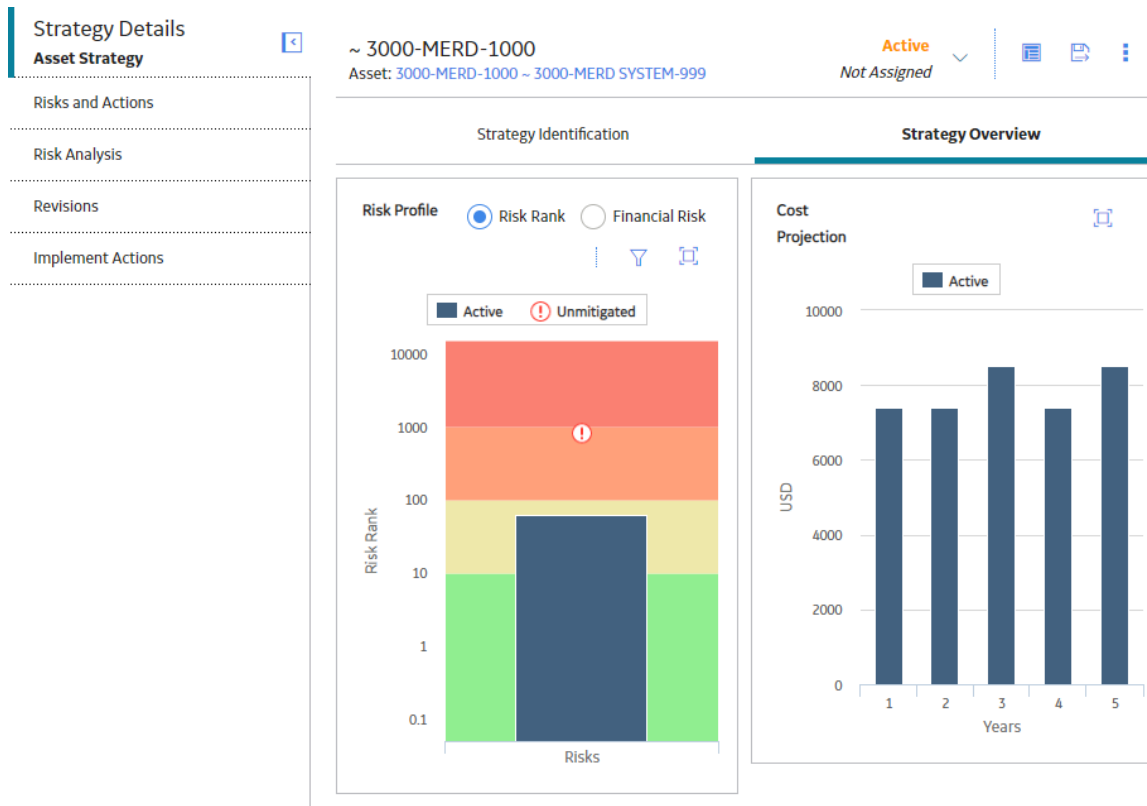 Strategy Details
Asset Strategy
Risks and Actions
Risk Analysis
Revisions
Implement Actions
~ 3000-MERD-1000
Asset: 3000-MERD-1000 ~ 3000-MERD SYSTEM-999
Active
Not Assigned
Strategy Identification
Strategy Overview
Risk Profile
Risk Rank
Financial Risk
Active
Unmitigated
10000
1000
100
10
1
0.1
Risk Rank
Risks
Cost
Projection
Active
10000
8000
6000
4000
2000
0
USD
1 2 3 4 5
Years